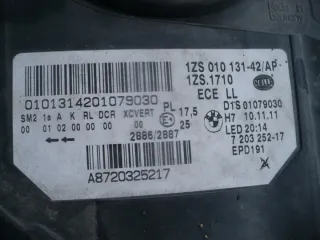 1ZS 010 131-42/AP
1ZS.1710
ECE LL
0101314201079030
D1S 01079030
SM2 1a A K RL DCR XCVERT PL 17,5
H7 10.11.11
00 01 02 00 00 00 00 25
LED 20:14
2886/2887
7 203 252-17
EPD191
A8720325217